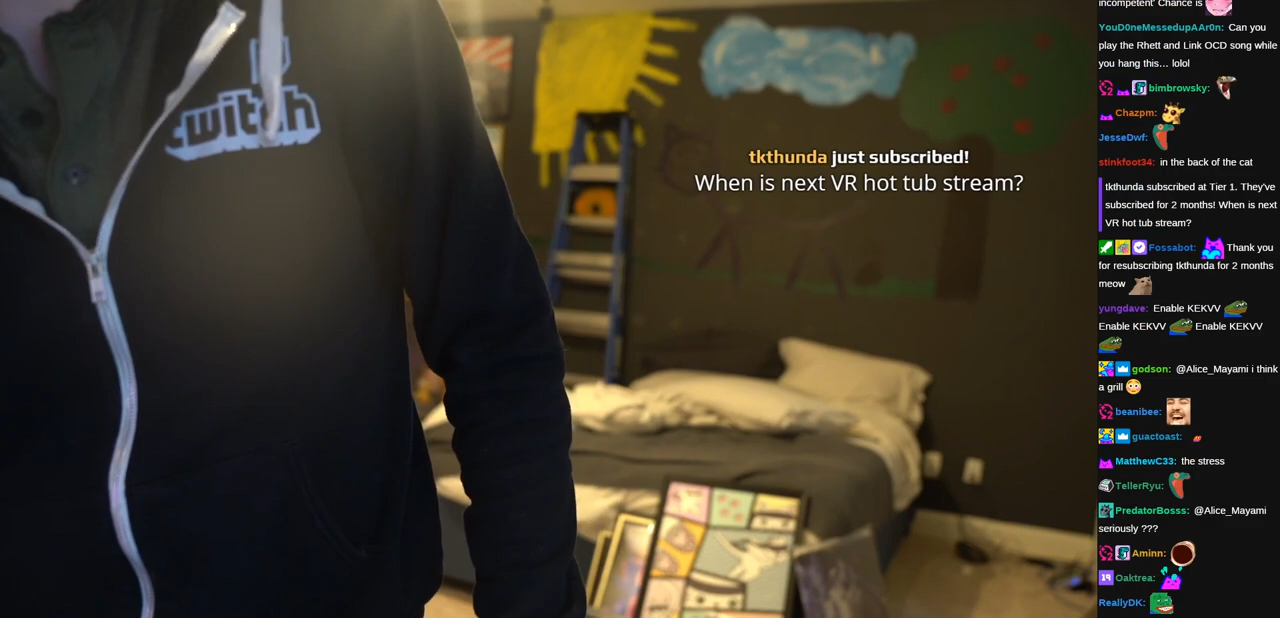 incompetent' Chance is
YouD0neMessedupAAr0n: Can you
play the Rhett and Link OCD song while
you hang this... lolol
bimbrowsky:
Chazpm:
JesseDwf:
stinkfoot34: in the back of the cat
tkthunda subscribed at Tier 1. They've
subscribed for 2 months! When is next
VR hot tub stream?
Fossabot: Thank you
for resubscribing tkthunda for 2 months
meow
yungdave: Enable KEKVV
Enable KEKVV Enable KEKVV
godson: @Alice_Mayami i think
a grill
beanibee:
guactoast:
MatthewC33: the stress
TellerRyu:
PredatorBosss: @Alice_Mayami
seriously ???
Aminn:
19 Oaktrea:
ReallyDK:
tkthunda just subscribed!
When is next VR hot tub stream?
twitch